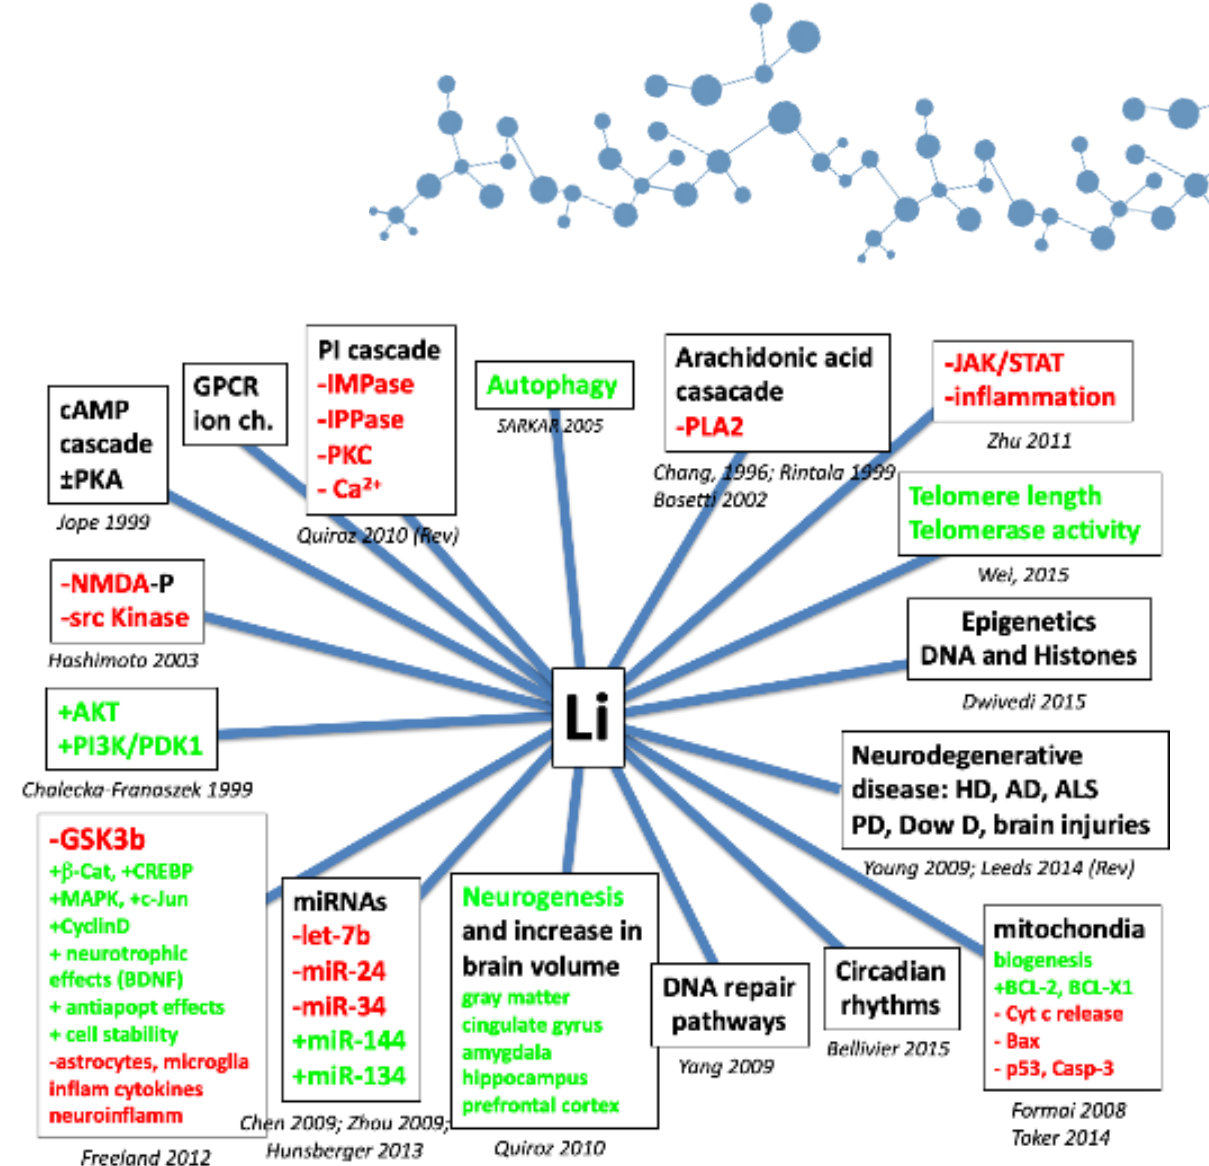 PI cascade
-IMPase
-IPPase
-PKC
- Ca²⁺
Quiroz 2010 (Rev)
GPCR
ion ch.
cAMP
cascade
±PKA
Jope 1999
Autophagy
SARKAR 2005
Arachidonic acid
casacade
-PLA2
Chang, 1996; Rintala 1999
Bosetti 2002
-JAK/STAT
-inflammation
Zhu 2011
Telomere length
Telomerase activity
Wei, 2015
-NMDA-P
-src Kinase
Hashimoto 2003
Epigenetics
DNA and Histones
Dwivedi 2015
Li
+AKT
+PI3K/PDK1
Chalecka-Franaszek 1999
Neurodegenerative
disease: HD, AD, ALS
PD, Dow D, brain injuries
Young 2009; Leeds 2014 (Rev)
-GSK3b
+β-Cat, +CREBP
+MAPK, +c-Jun
+CyclinD
+ neurotrophic
effects (BDNF)
+ antiapopt effects
+ cell stability
-astrocytes, microglia
inflam cytokines
neuroinflamm
Freeland 2012
miRNAs
-let-7b
-miR-24
-miR-34
+miR-144
+miR-134
Chen 2009; Zhou 2009;
Hunsberger 2013
Neurogenesis
and increase in
brain volume
gray matter
cingulate gyrus
amygdala
hippocampus
prefrontal cortex
Quiroz 2010
DNA repair
pathways
Yang 2009
Circadian
rhythms
Bellivier 2015
mitochondia
biogenesis
+BCL-2, BCL-X1
- Cyt c release
- Bax
- p53, Casp-3
Formai 2008
Toker 2014